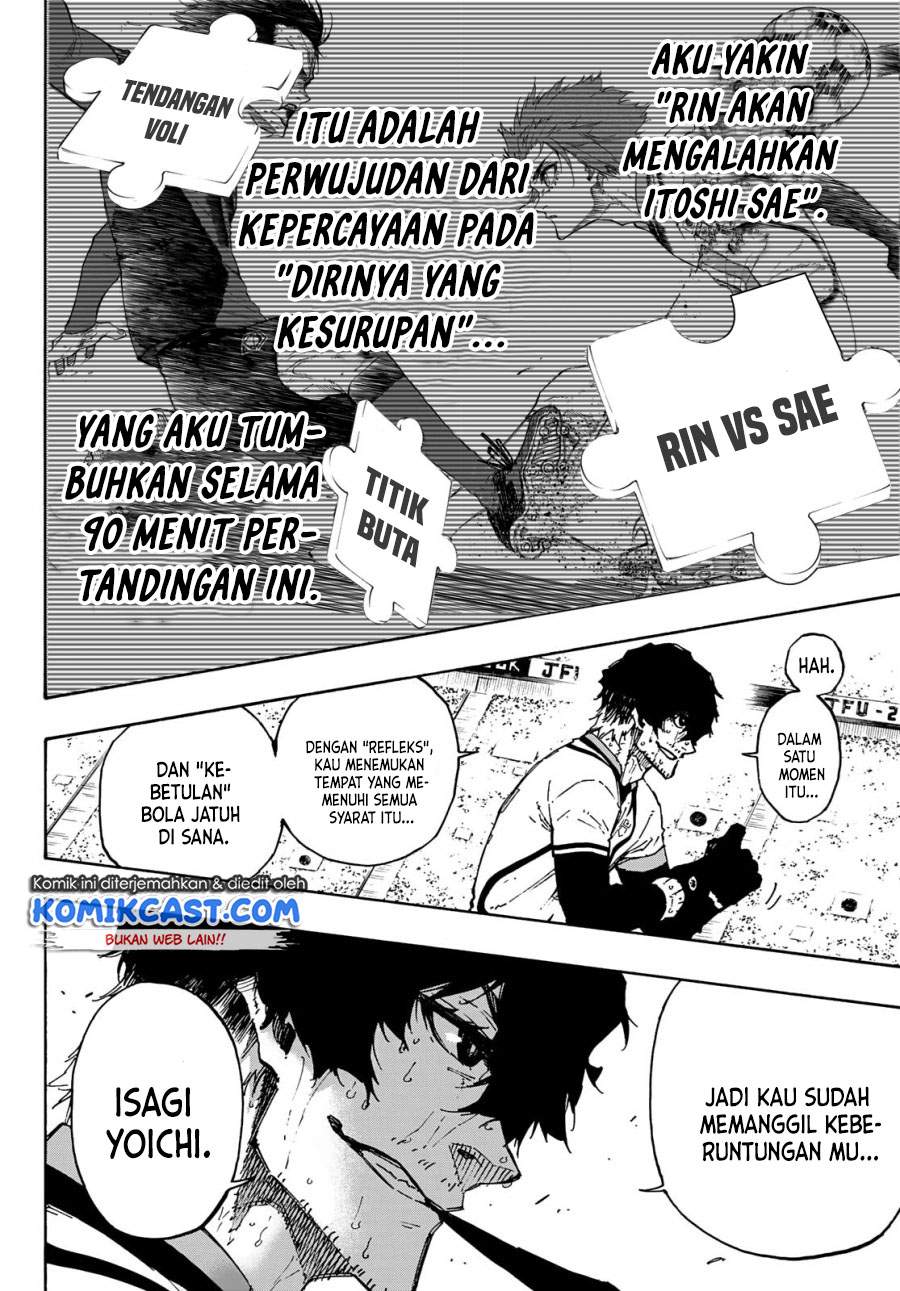 AKU YAKIN
"RIN AKAN
MENGALAHKAN
ITOSHI SAE".
TENDANGAN
VOLI
ITU ADALAH
PERWUJUDAN DARI
KEPERCAYAAN PADA
"DIRINYA YANG
KESURUPAN"...
RIN VS SAE
TITIK
BUTA
YANG AKU TUM-
BUHKAN SELAMA
90 MENIT PER-
TANDINGAN INI.
HAH.
DALAM
SATU
MOMEN
ITU...
JF
TFU-2
DENGAN "REFLEKS",
KAU MENEMUKAN
TEMPAT YANG ME-
MENUHI SEMUA
SYARAT ITU...
DAN "KE-
BETULAN"
BOLA JATUH
DI SANA.
Komik ini diterjemahkan & diedit oleh
KOMIKCAST.COM
BUKAN WEB LAIN!!
JADI KAU SUDAH
MEMANGGIL KEBE-
RUNTUNGAN MU...
ISAGI
YOICHI.